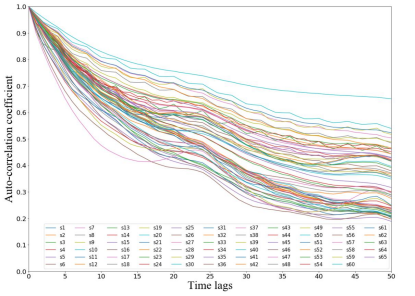 1.0
0.9
0.8
0.7
0.6
0.5
0.4
0.3
0.2
0.1
0.0
Auto-correlation coefficient
s1 s7 s13 s19 s25 s31 s37 s43 s49 s55 s61
s2 s8 s14 s20 s26 s32 s38 s44 s50 s56 s62
s3 s9 s15 s21 s27 s33 s39 s45 s51 s57 s63
s4 s10 s16 s22 s28 s34 s40 s46 s52 s58 s64
s5 s11 s17 s23 s29 s35 s41 s47 s53 s59 s65
s6 s12 s18 s24 s30 s36 s42 s48 s54 s60
0 5 10 15 20 25 30 35 40 45 50
Time lags